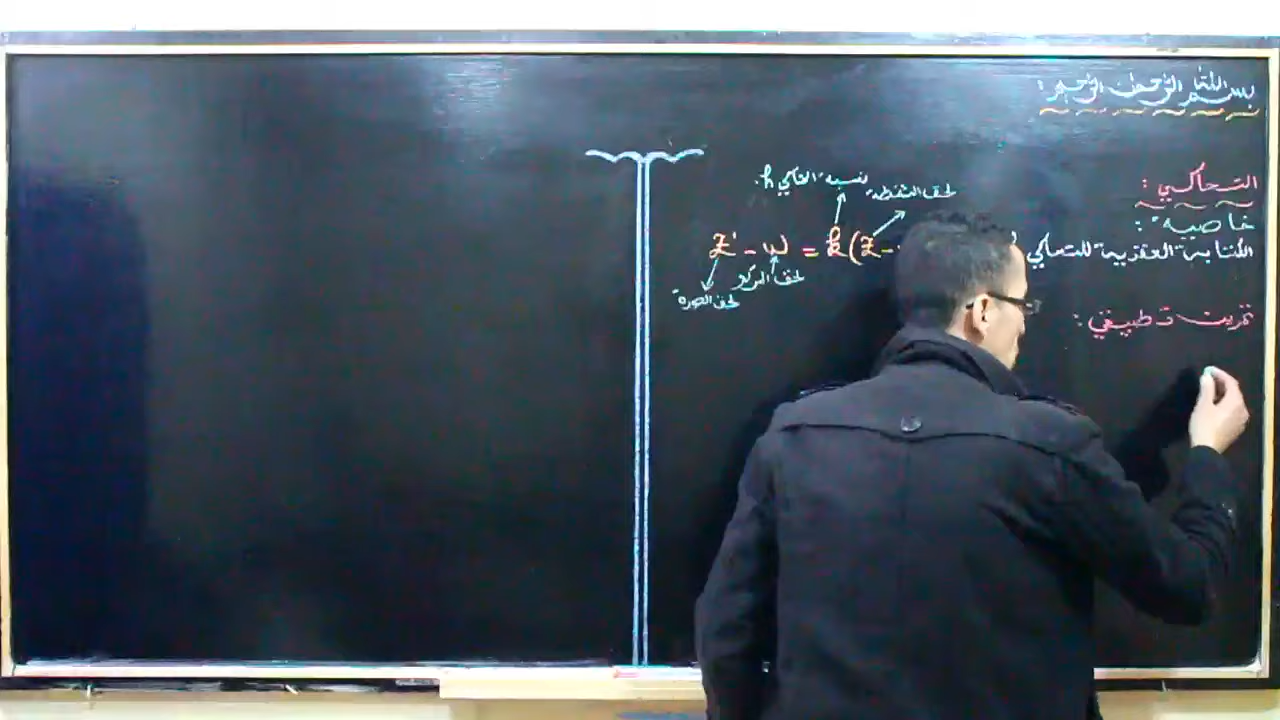 بسم الله الرحمن الرحيم :
التحاكي :
خاصية :
الكتابة العقدية للتحاكي
نسبة التحاكي h.
لحق النقطة
z' - ω = k(z -
لحق المركز
لحق الصورة
تمرين تطبيقي :